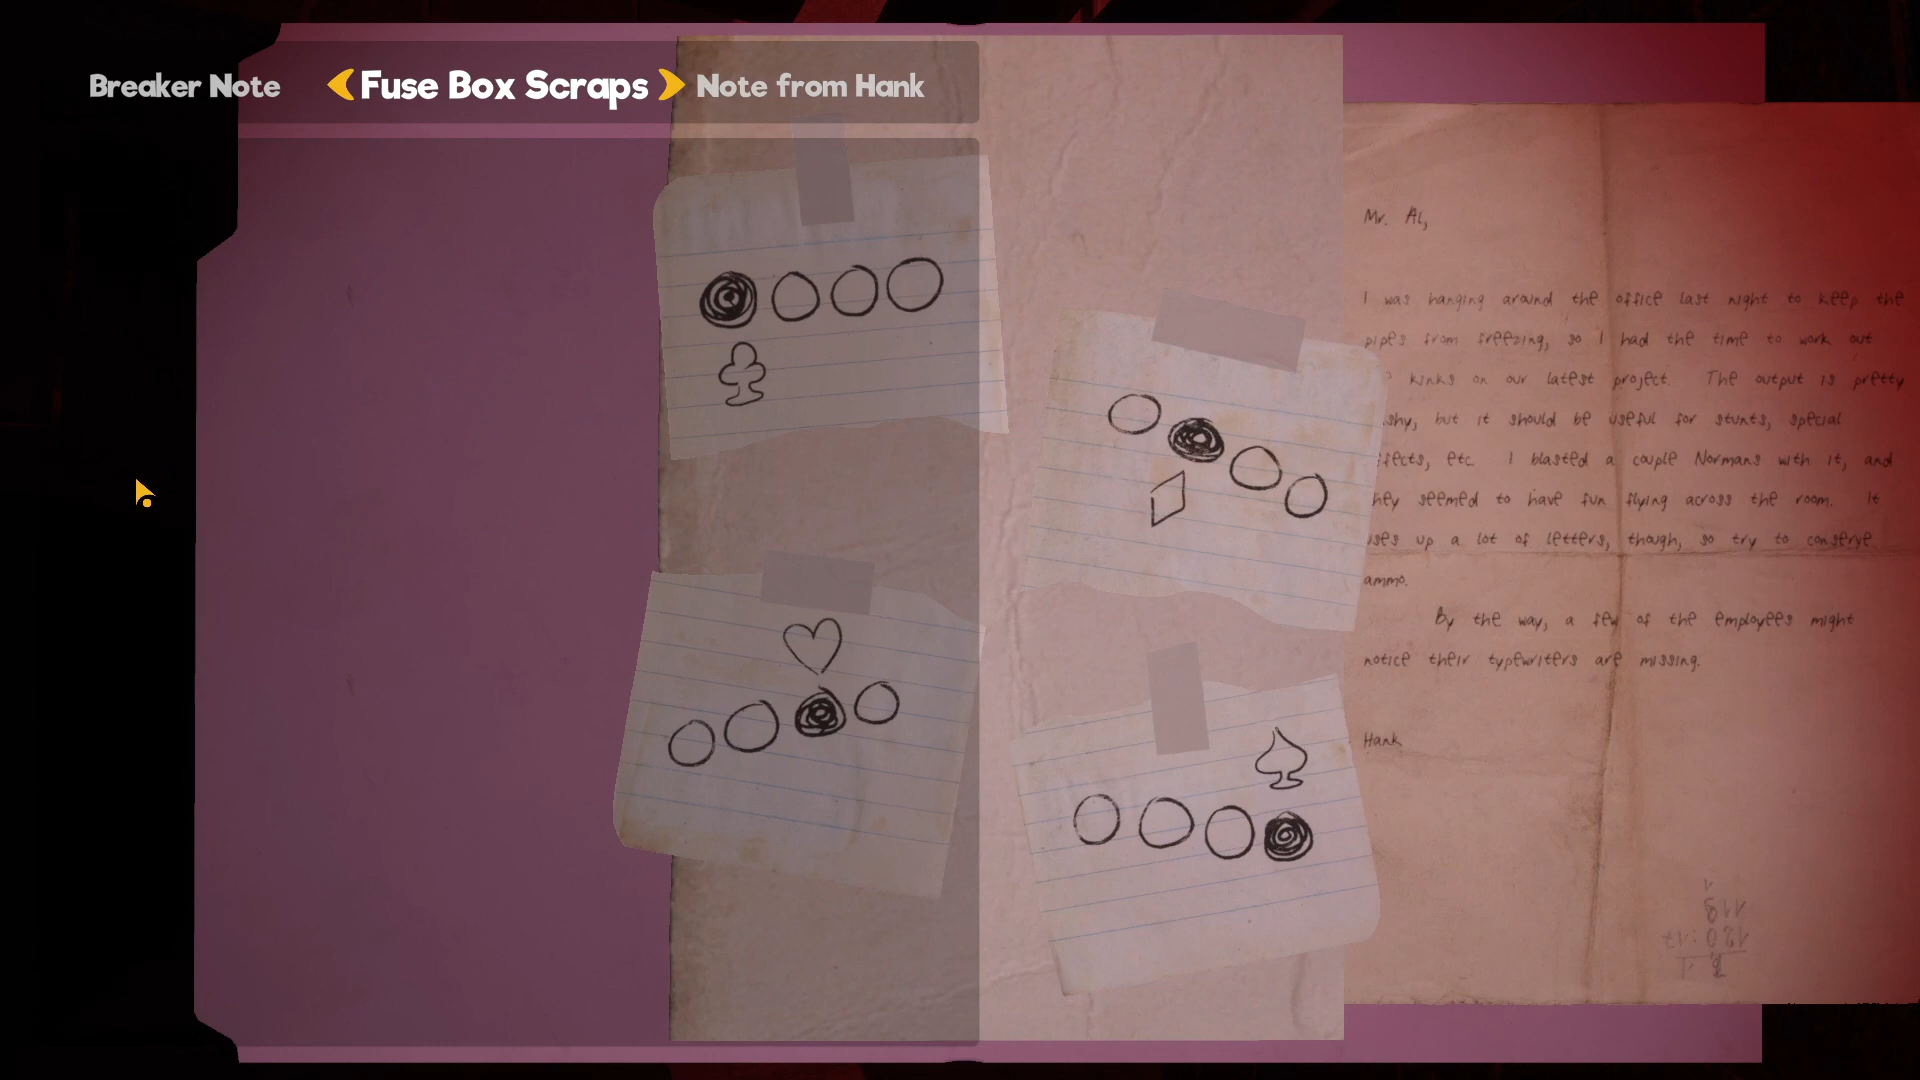 Breaker Note Fuse Box Scraps Note from Hank
Mr. Al,
I was hanging around the office last night to keep the
pipes from freezing, so I had the time to work out
kinks on our latest project. The output is pretty
but it should be useful for stunts, special
etc. I blasted a couple Normans with it, and
seemed to have fun flying across the room. It
up a lot of letters, though, so try to conserve
ammo.
By the way, a few of the employees might
notice their typewriters are missing.
Hank